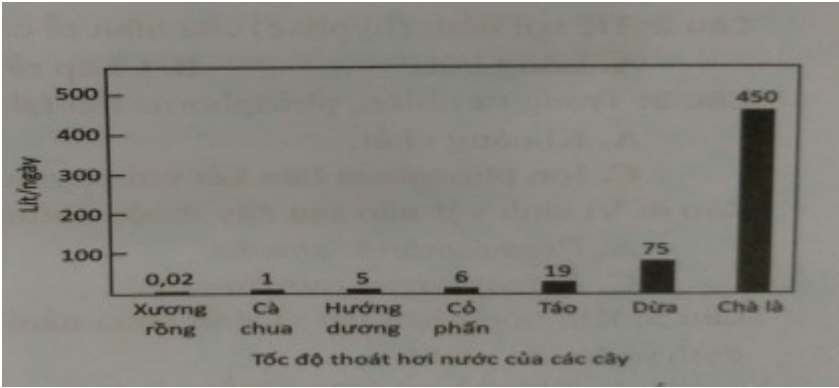 500
400
300
200
100
Lít/ngày
0,02
1
5
6
19
75
450
Xương rồng
Cà chua
Hướng dương
Cỏ phấn
Táo
Dừa
Chà là
Tốc độ thoát hơi nước của các cây